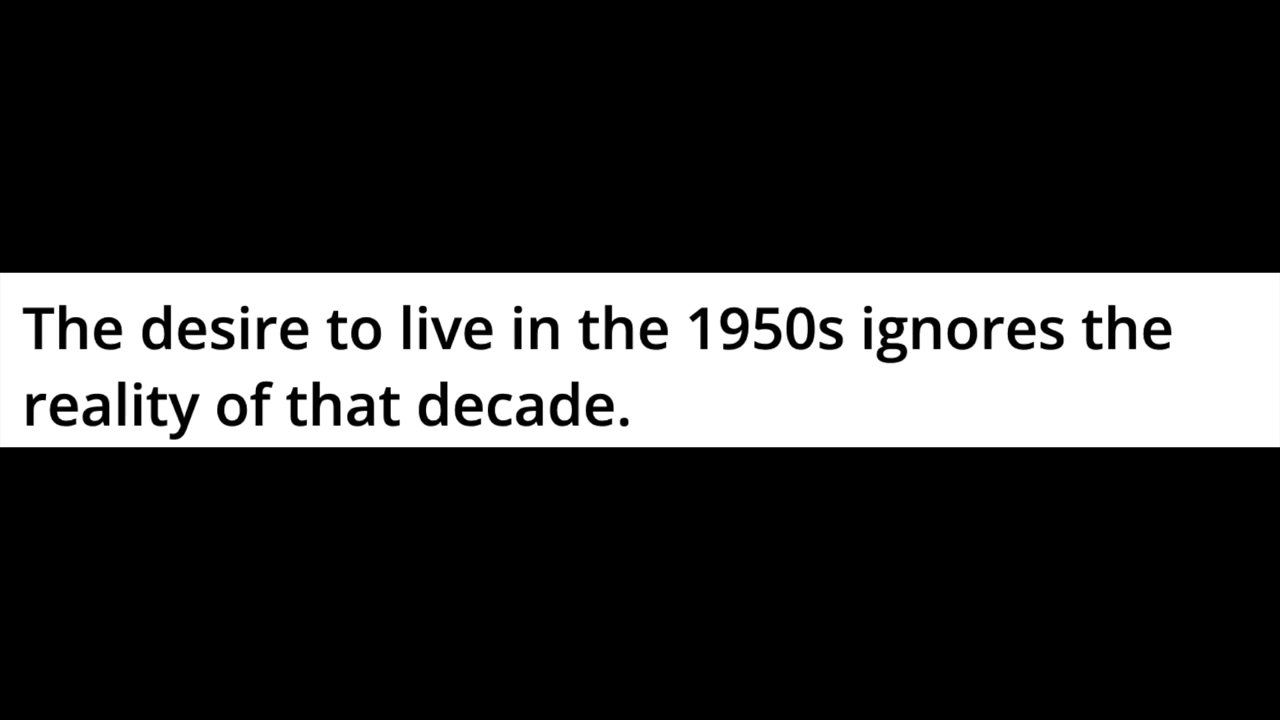 The desire to live in the 1950s ignores the
reality of that decade.